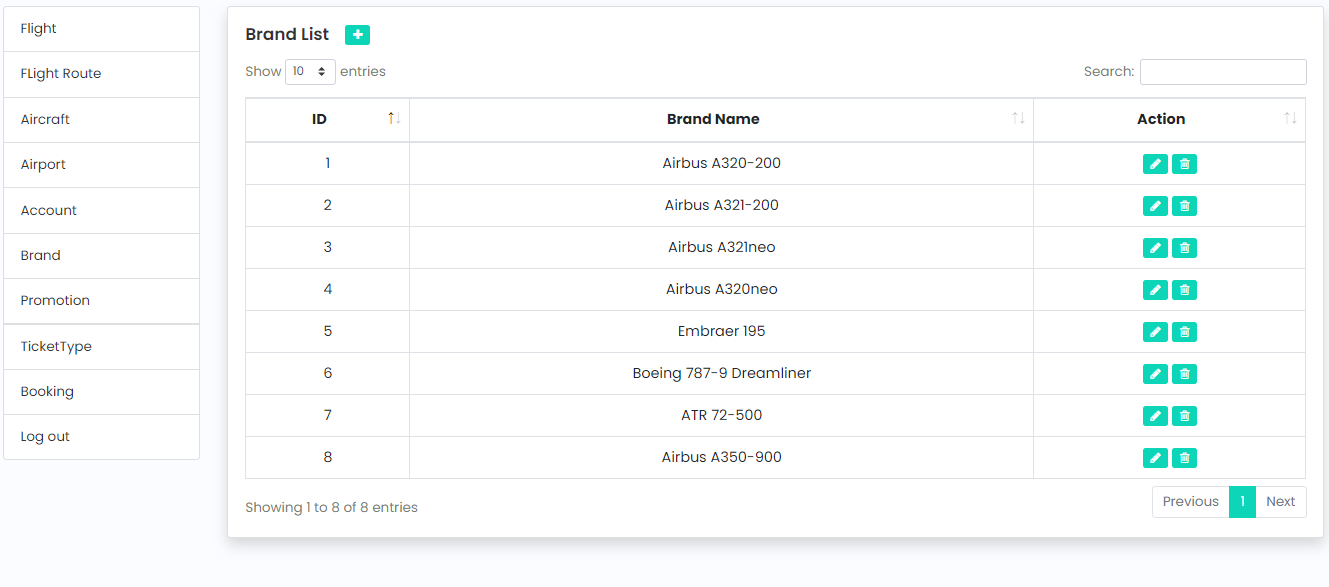 Flight
FLight Route
Aircraft
Airport
Account
Brand
Promotion
TicketType
Booking
Log out
Brand List
Show 10 entries
Search:
ID Brand Name Action
1 Airbus A320-200
2 Airbus A321-200
3 Airbus A321neo
4 Airbus A320neo
5 Embraer 195
6 Boeing 787-9 Dreamliner
7 ATR 72-500
8 Airbus A350-900
Showing 1 to 8 of 8 entries
Previous 1 Next